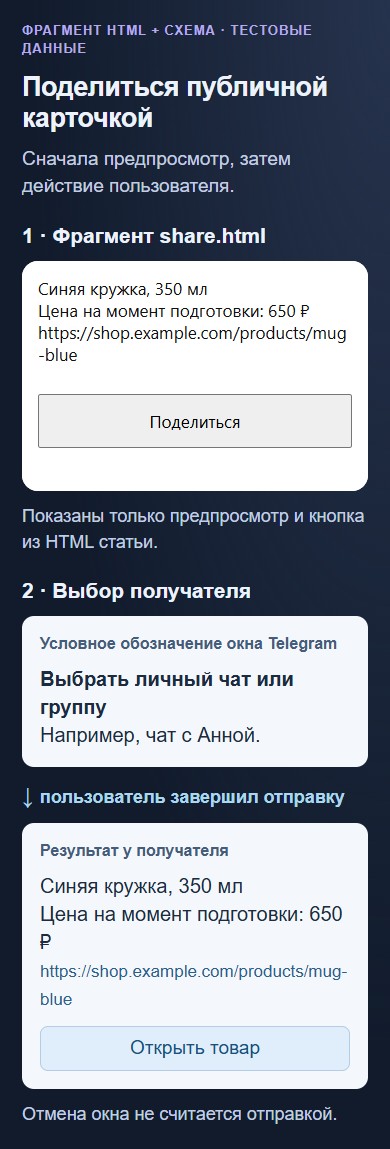 ФРАГМЕНТ HTML + СХЕМА · ТЕСТОВЫЕ
ДАННЫЕ
Поделиться публичной
карточкой
Сначала предпросмотр, затем
действие пользователя.
1 · Фрагмент share.html
Синяя кружка, 350 мл
Цена на момент подготовки: 650 ₽
https://shop.example.com/products/mug
-blue
Поделиться
Показаны только предпросмотр и кнопка
из HTML статьи.
2 · Выбор получателя
Условное обозначение окна Telegram
Выбрать личный чат или
группу
Например, чат с Анной.
↓ пользователь завершил отправку
Результат у получателя
Синяя кружка, 350 мл
Цена на момент подготовки: 650
₽
https://shop.example.com/products/mug-
blue
Открыть товар
Отмена окна не считается отправкой.